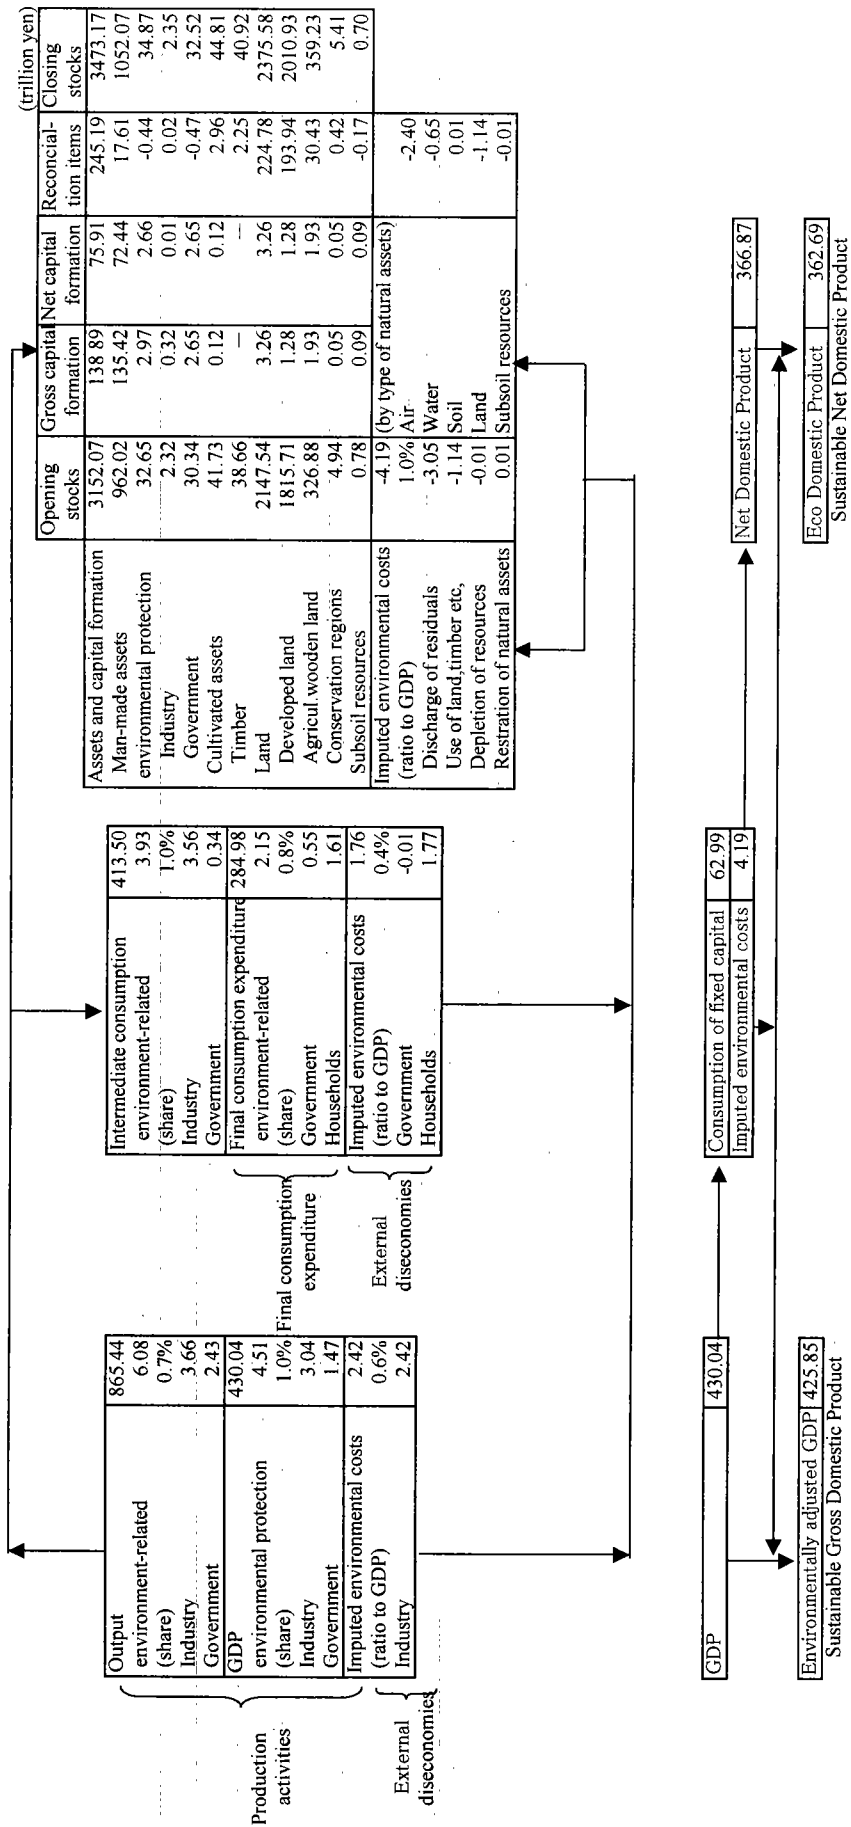 (trillion yen)
Production activities
Output 865.44
environment-related 6.08
(share) 0.7%
Industry 3.66
Government 2.43
GDP 430.04
environmental protection 4.51
(share) 1.0%
Industry 3.04
Government 1.47
External diseconomies
Imputed environmental costs 2.42
(ratio to GDP) 0.6%
Industry 2.42
Intermediate consumption 413.50
environment-related 3.93
(share) 1.0%
Industry 3.56
Government 0.34
Final consumption
expenditure
Final consumption expenditure 284.98
environment-related 2.15
(share) 0.8%
Government 0.55
Households 1.61
External
diseconomies
Imputed environmental costs 1.76
(ratio to GDP) 0.4%
Government -0.01
Households 1.77
Opening stocks Gross capital formation Net capital formation Reconcial-tion items Closing stocks
Assets and capital formation 3152.07 138.89 75.91 245.19 3473.17
Man-made assets 962.02 135.42 72.44 17.61 1052.07
environmental protection 32.65 2.97 2.66 -0.44 34.87
Industry 2.32 0.32 0.01 0.02 2.35
Government 30.34 2.65 2.65 -0.47 32.52
Cultivated assets 41.73 0.12 0.12 2.96 44.81
Timber 38.66 — — 2.25 40.92
Land 2147.54 3.26 3.26 224.78 2375.58
Developed land 1815.71 1.28 1.28 193.94 2010.93
Agricul.wooden land 326.88 1.93 1.93 30.43 359.23
Conservation regions 4.94 0.05 0.05 0.42 5.41
Subsoil resources 0.78 0.09 0.09 -0.17 0.70
Imputed environmental costs -4.19 (by type of natural assets)
(ratio to GDP) 1.0% Air -2.40
Discharge of residuals -3.05 Water -0.65
Use of land,timber etc, -1.14 Soil 0.01
Depletion of resources -0.01 Land -1.14
Restration of natural assets 0.01 Subsoil resources -0.01
GDP 430.04
Consumption of fixed capital 62.99
Imputed environmental costs 4.19
Net Domestic Product 366.87
Environmentally adjusted GDP 425.85
Sustainable Gross Domestic Product
Eco Domestic Product 362.69
Sustainable Net Domestic Product